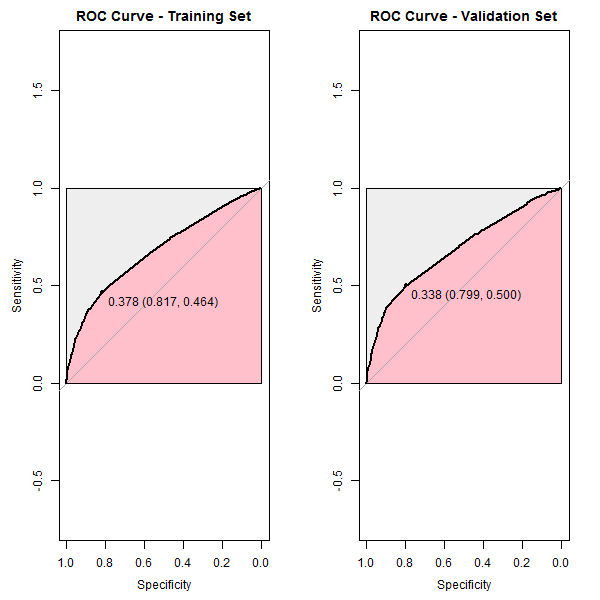 ROC Curve - Training Set
1.5
1.0
0.5
0.0
-0.5
Sensitivity
0.378 (0.817, 0.464)
1.0 0.8 0.6 0.4 0.2 0.0
Specificity
ROC Curve - Validation Set
1.5
1.0
0.5
0.0
-0.5
Sensitivity
0.338 (0.799, 0.500)
1.0 0.8 0.6 0.4 0.2 0.0
Specificity